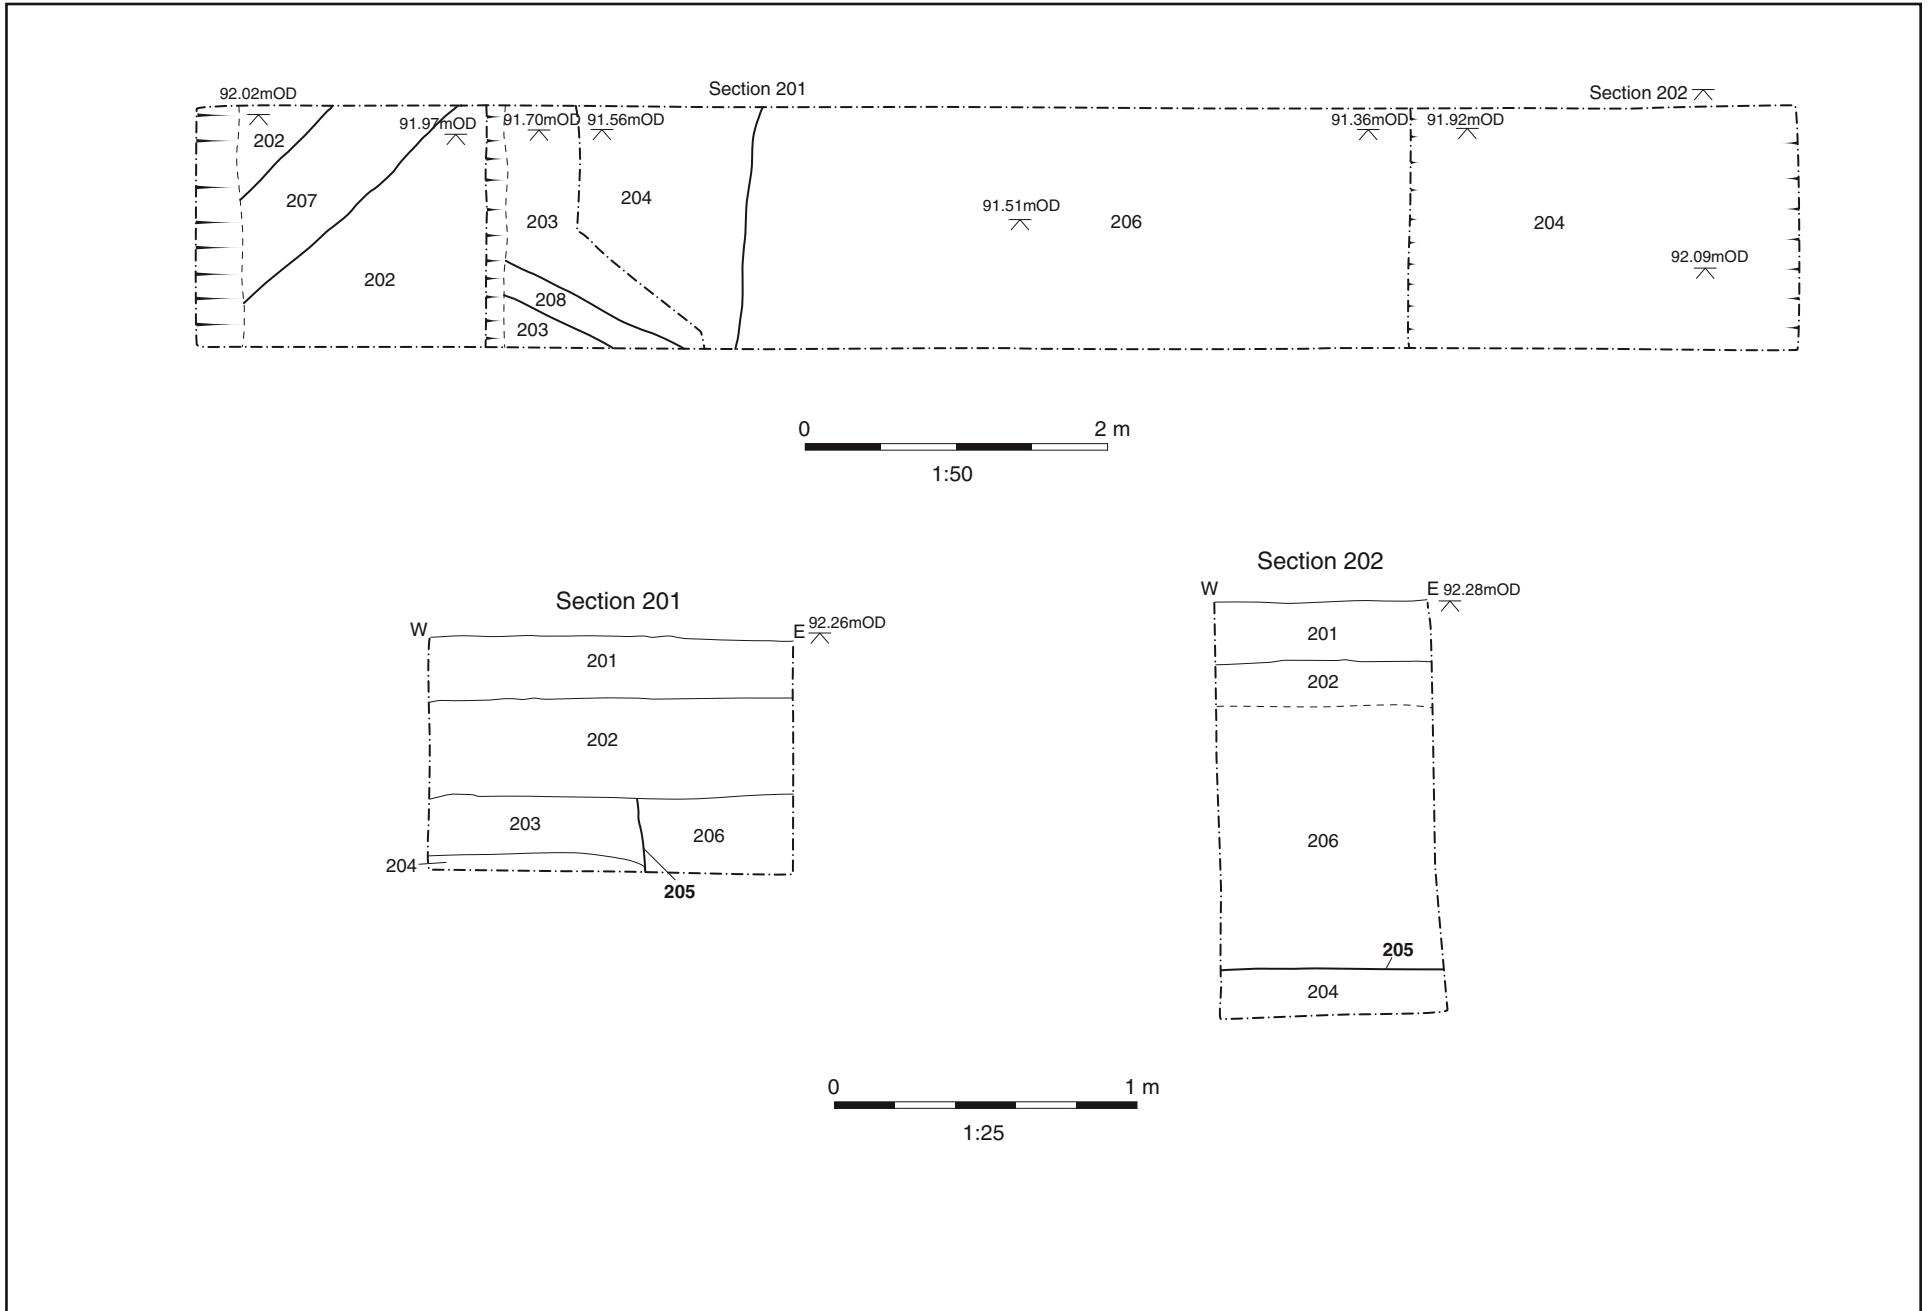 Section 201
Section 202
92.02mOD
91.97mOD
91.70mOD
91.56mOD
91.36mOD
91.92mOD
202
207
202
203
204
208
203
91.51mOD
206
204
92.09mOD
0 2 m
1:50
Section 201
W
E 92.26mOD
201
202
203
206
204
205
Section 202
W
E 92.28mOD
201
202
206
205
204
0 1 m
1:25